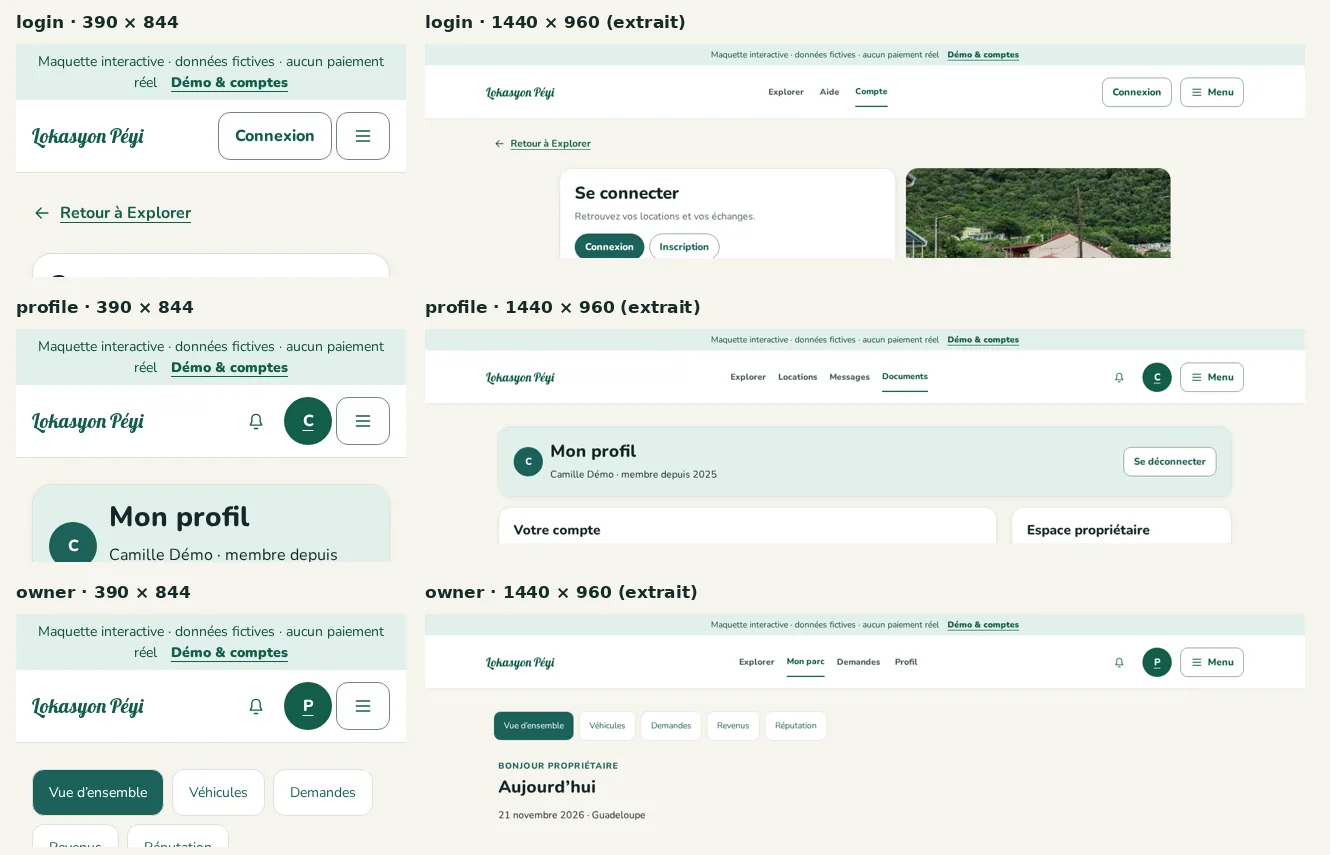 login · 390 × 844
Maquette interactive · données fictives · aucun paiement
réel Démo & comptes
Lokasyon Péyi Connexion
Retour à Explorer
login · 1440 × 960 (extrait)
Maquette interactive · données fictives · aucun paiement réel Démo & comptes
Lokasyon Péyi Explorer Aide Compte Connexion Menu
Retour à Explorer
Se connecter
Retrouvez vos locations et vos échanges.
Connexion Inscription
profile · 390 × 844
Maquette interactive · données fictives · aucun paiement
réel Démo & comptes
Lokasyon Péyi C
Mon profil
C
Camille Démo · membre depuis
profile · 1440 × 960 (extrait)
Maquette interactive · données fictives · aucun paiement réel Démo & comptes
Lokasyon Péyi Explorer Locations Messages Documents C Menu
C Mon profil
Camille Démo · membre depuis 2025
Se déconnecter
Votre compte
Espace propriétaire
owner · 390 × 844
Maquette interactive · données fictives · aucun paiement
réel Démo & comptes
Lokasyon Péyi P
Vue d’ensemble Véhicules Demandes
Revenus Réputation
owner · 1440 × 960 (extrait)
Maquette interactive · données fictives · aucun paiement réel Démo & comptes
Lokasyon Péyi Explorer Mon parc Demandes Profil P Menu
Vue d’ensemble Véhicules Demandes Revenus Réputation
BONJOUR PROPRIÉTAIRE
Aujourd’hui
21 novembre 2026 · Guadeloupe